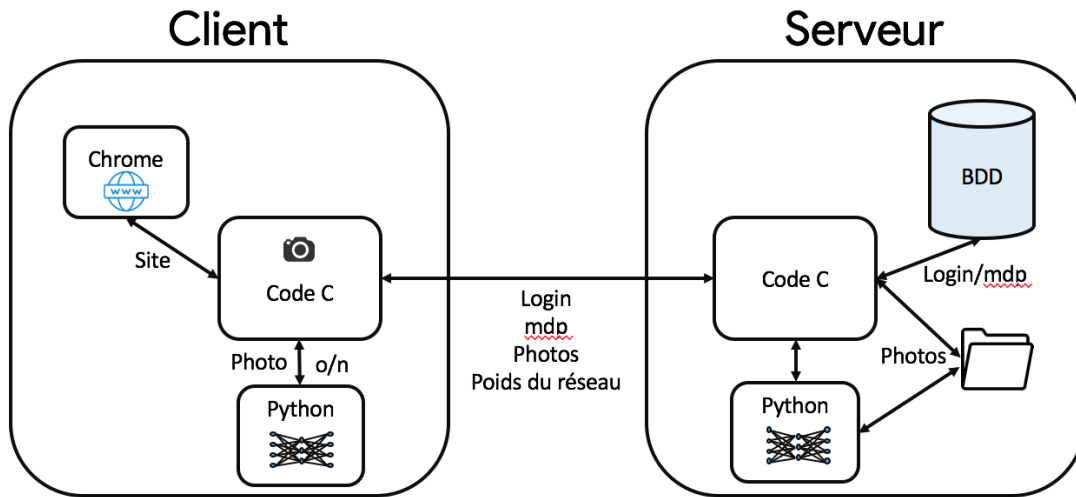 Client
Serveur
Chrome
www
Site
Code C
Photo
o/n
Python
Login
mdp
Photos
Poids du réseau
BDD
Code C
Login/mdp
Photos
Python